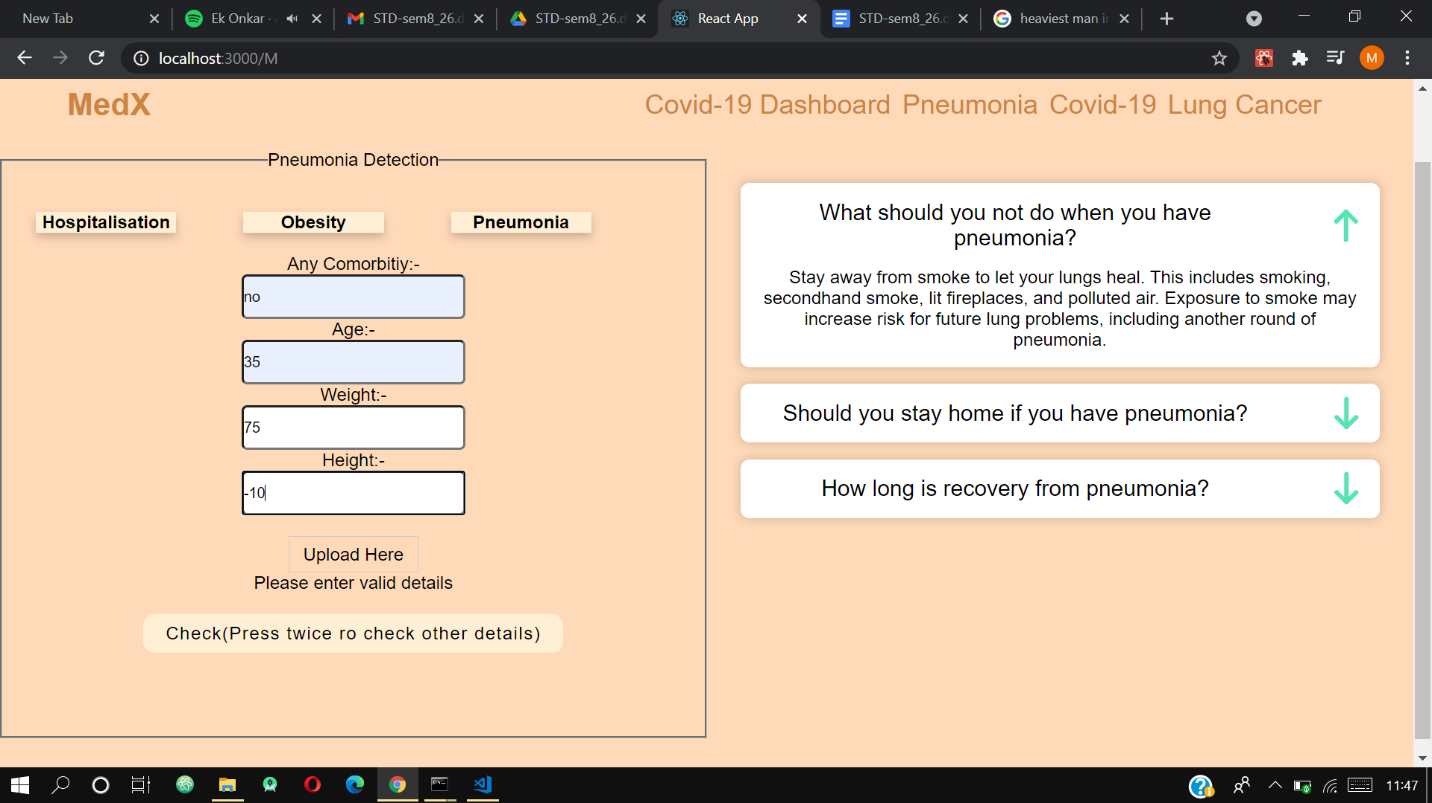 New Tab
Ek Onkar
STD-sem8_26.d
STD-sem8_26.d
React App
STD-sem8_26.d
heaviest man in
localhost:3000/M
M
MedX
Covid-19 Dashboard Pneumonia Covid-19 Lung Cancer
Pneumonia Detection
Hospitalisation Obesity Pneumonia
Any Comorbitiy:-
no
Age:-
35
Weight:-
75
Height:-
-10
Upload Here
Please enter valid details
Check(Press twice ro check other details)
What should you not do when you have
pneumonia?
Stay away from smoke to let your lungs heal. This includes smoking,
secondhand smoke, lit fireplaces, and polluted air. Exposure to smoke may
increase risk for future lung problems, including another round of
pneumonia.
Should you stay home if you have pneumonia?
How long is recovery from pneumonia?
11:47